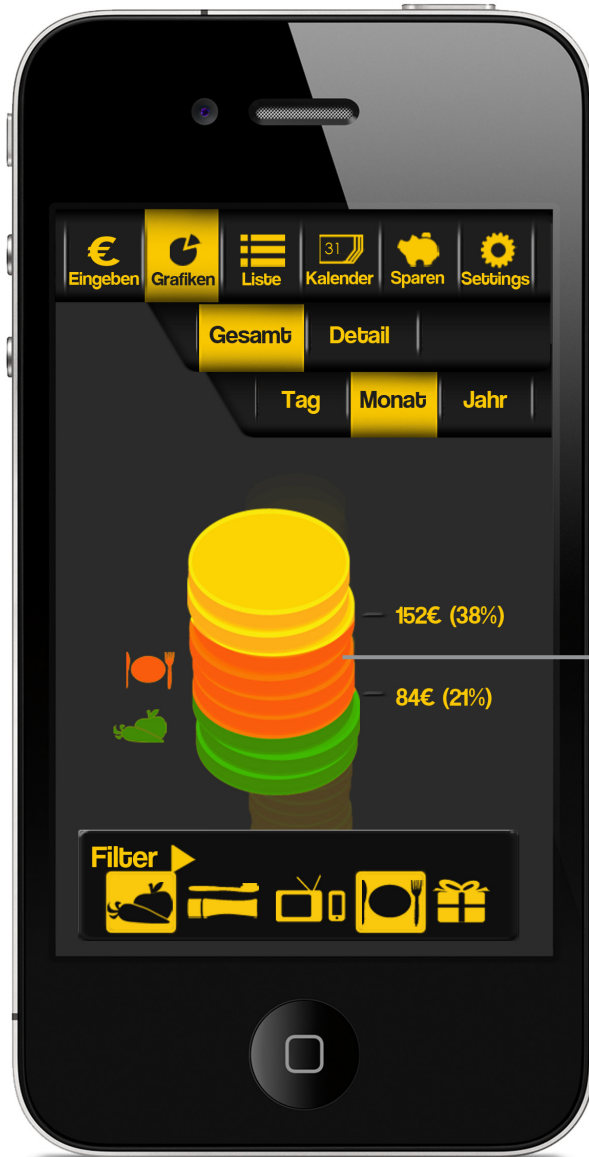 €
31
Eingeben Grafiken Liste Kalender Sparen Settings
Gesamt Detail
Tag Monat Jahr
152€ (38%)
84€ (21%)
Filter